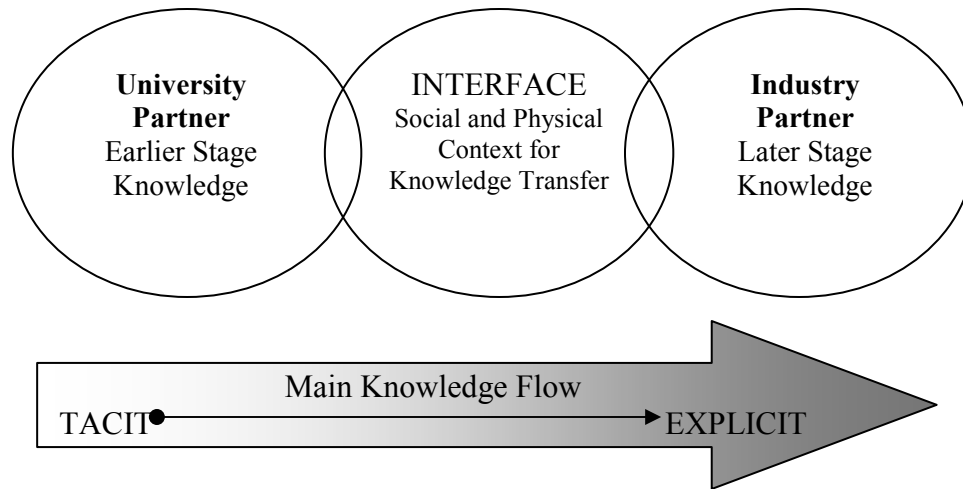 University
Partner
Earlier Stage
Knowledge
INTERFACE
Social and Physical
Context for
Knowledge Transfer
Industry
Partner
Later Stage
Knowledge
Main Knowledge Flow
TACIT EXPLICIT